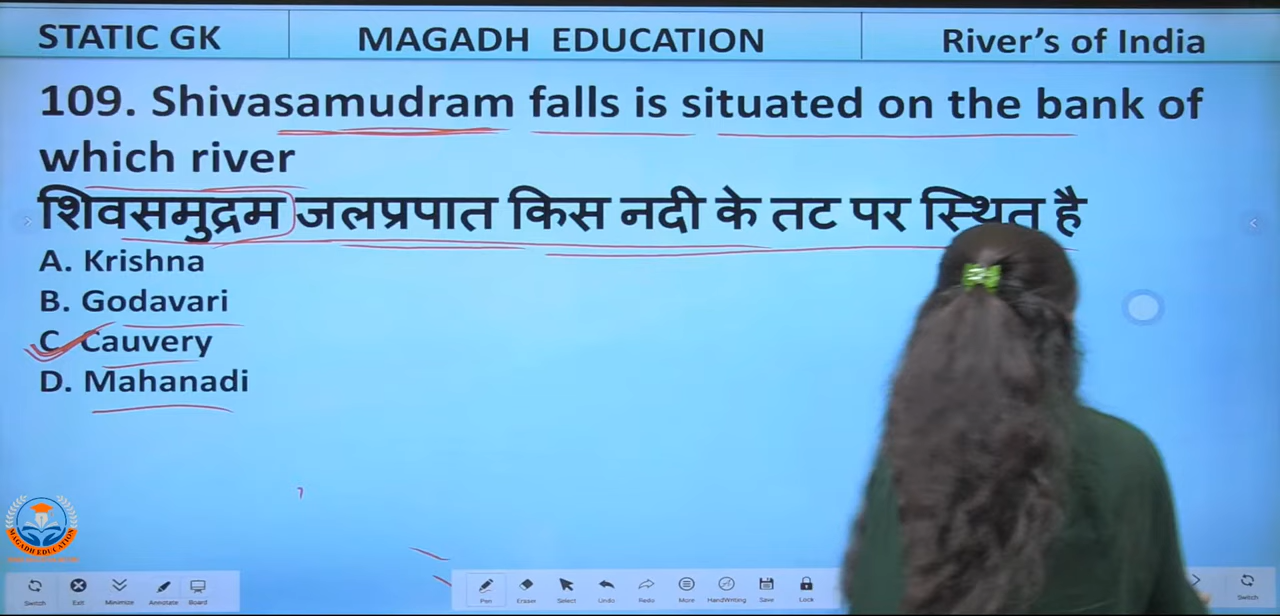 STATIC GK
MAGADH EDUCATION
River's of India
109. Shivasamudram falls is situated on the bank of
which river
शिवसमुद्रम जलप्रपात किस नदी के तट पर स्थित है
A. Krishna
B. Godavari
C. Cauvery
D. Mahanadi
MAGADH EDUCATION
Switch Exit Minimize Annotate Board
Pen Eraser Select Undo Redo More HandWriting Save Lock
Switch